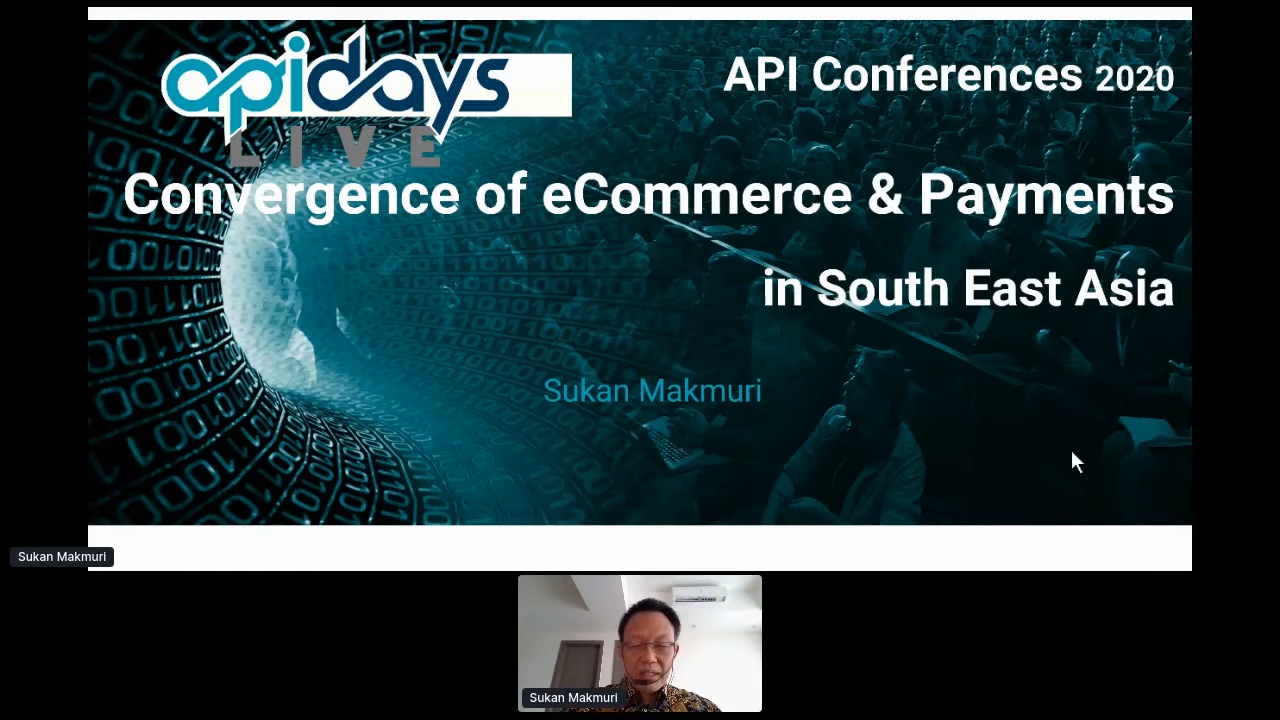 apidays
LIVE
API Conferences 2020
Convergence of eCommerce & Payments
in South East Asia
Sukan Makmuri
Sukan Makmuri
Sukan Makmuri